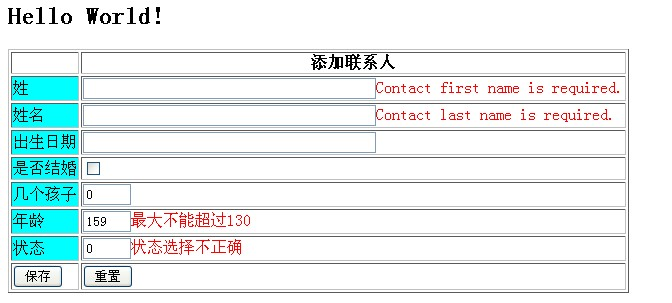 Hello World!
添加联系人
姓 Contact first name is required.
姓名 Contact last name is required.
出生日期
是否结婚
几个孩子 0
年龄 159 最大不能超过130
状态 0 状态选择不正确
保存 重置